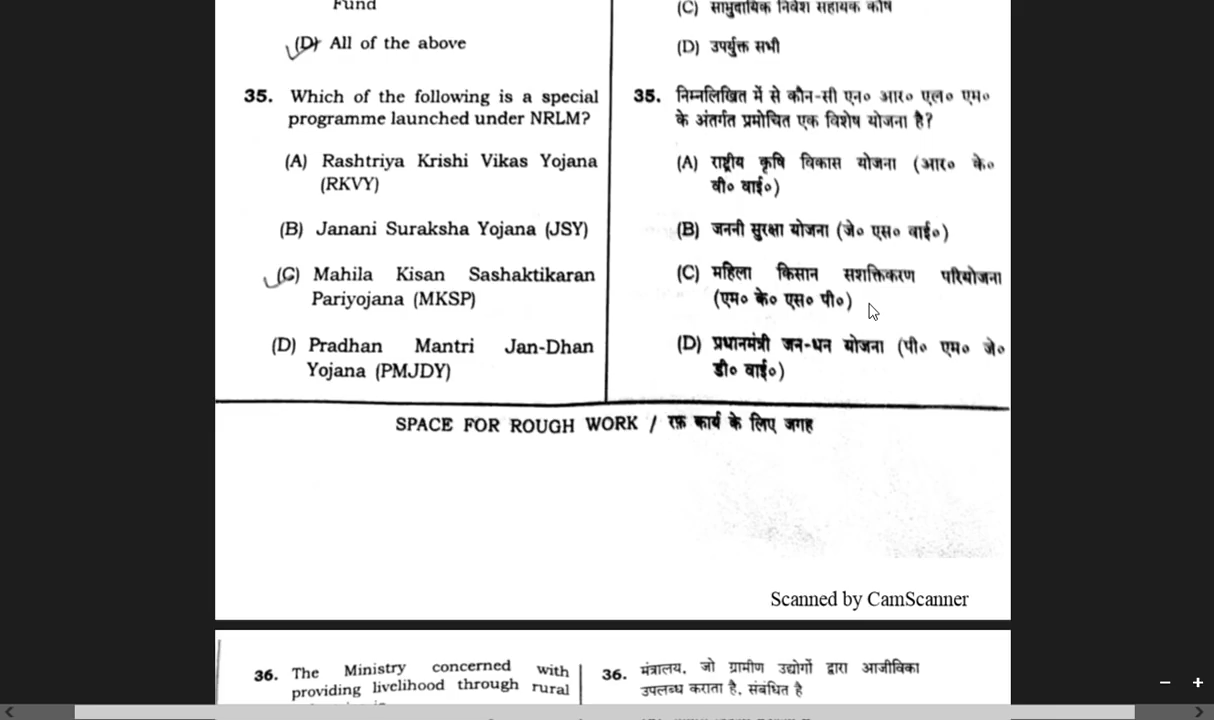 Fund
(D) All of the above
35. Which of the following is a special
programme launched under NRLM?
(A) Rashtriya Krishi Vikas Yojana
(RKVY)
(B) Janani Suraksha Yojana (JSY)
(C) Mahila Kisan Sashaktikaran
Pariyojana (MKSP)
(D) Pradhan Mantri Jan-Dhan
Yojana (PMJDY)
(C) सामुदायिक निवेश सहायक कोष
(D) उपर्युक्त सभी
35. निम्नलिखित में से कौन-सी एन० आर० एल० एम०
के अंतर्गत प्रमोचित एक विशेष योजना है?
(A) राष्ट्रीय कृषि विकास योजना (आर० के०
वी० वाई०)
(B) जननी सुरक्षा योजना (जे० एस० वाई०)
(C) महिला किसान सशक्तिकरण परियोजना
(एम० के० एस० पी०)
(D) प्रधानमंत्री जन-धन योजना (पी० एम० जे०
डी० वाई०)
SPACE FOR ROUGH WORK / रफ़ कार्य के लिए जगह
Scanned by CamScanner
36. The Ministry concerned with
providing livelihood through rural
36. मंत्रालय, जो ग्रामीण उद्योगों द्वारा आजीविका
उपलब्ध कराता है, संबंधित है